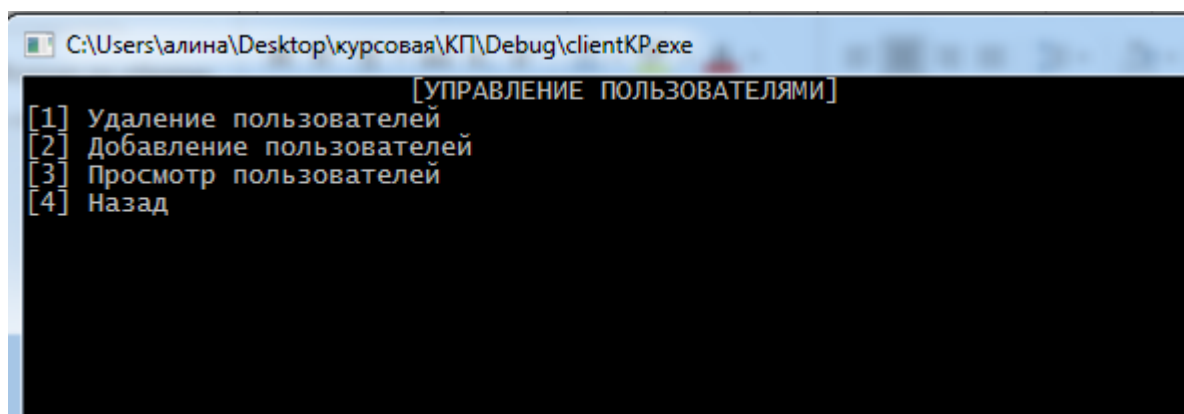 C:\Users\алина\Desktop\курсовая\КП\Debug\clientKP.exe
[УПРАВЛЕНИЕ ПОЛЬЗОВАТЕЛЯМИ]
[1] Удаление пользователей
[2] Добавление пользователей
[3] Просмотр пользователей
[4] Назад